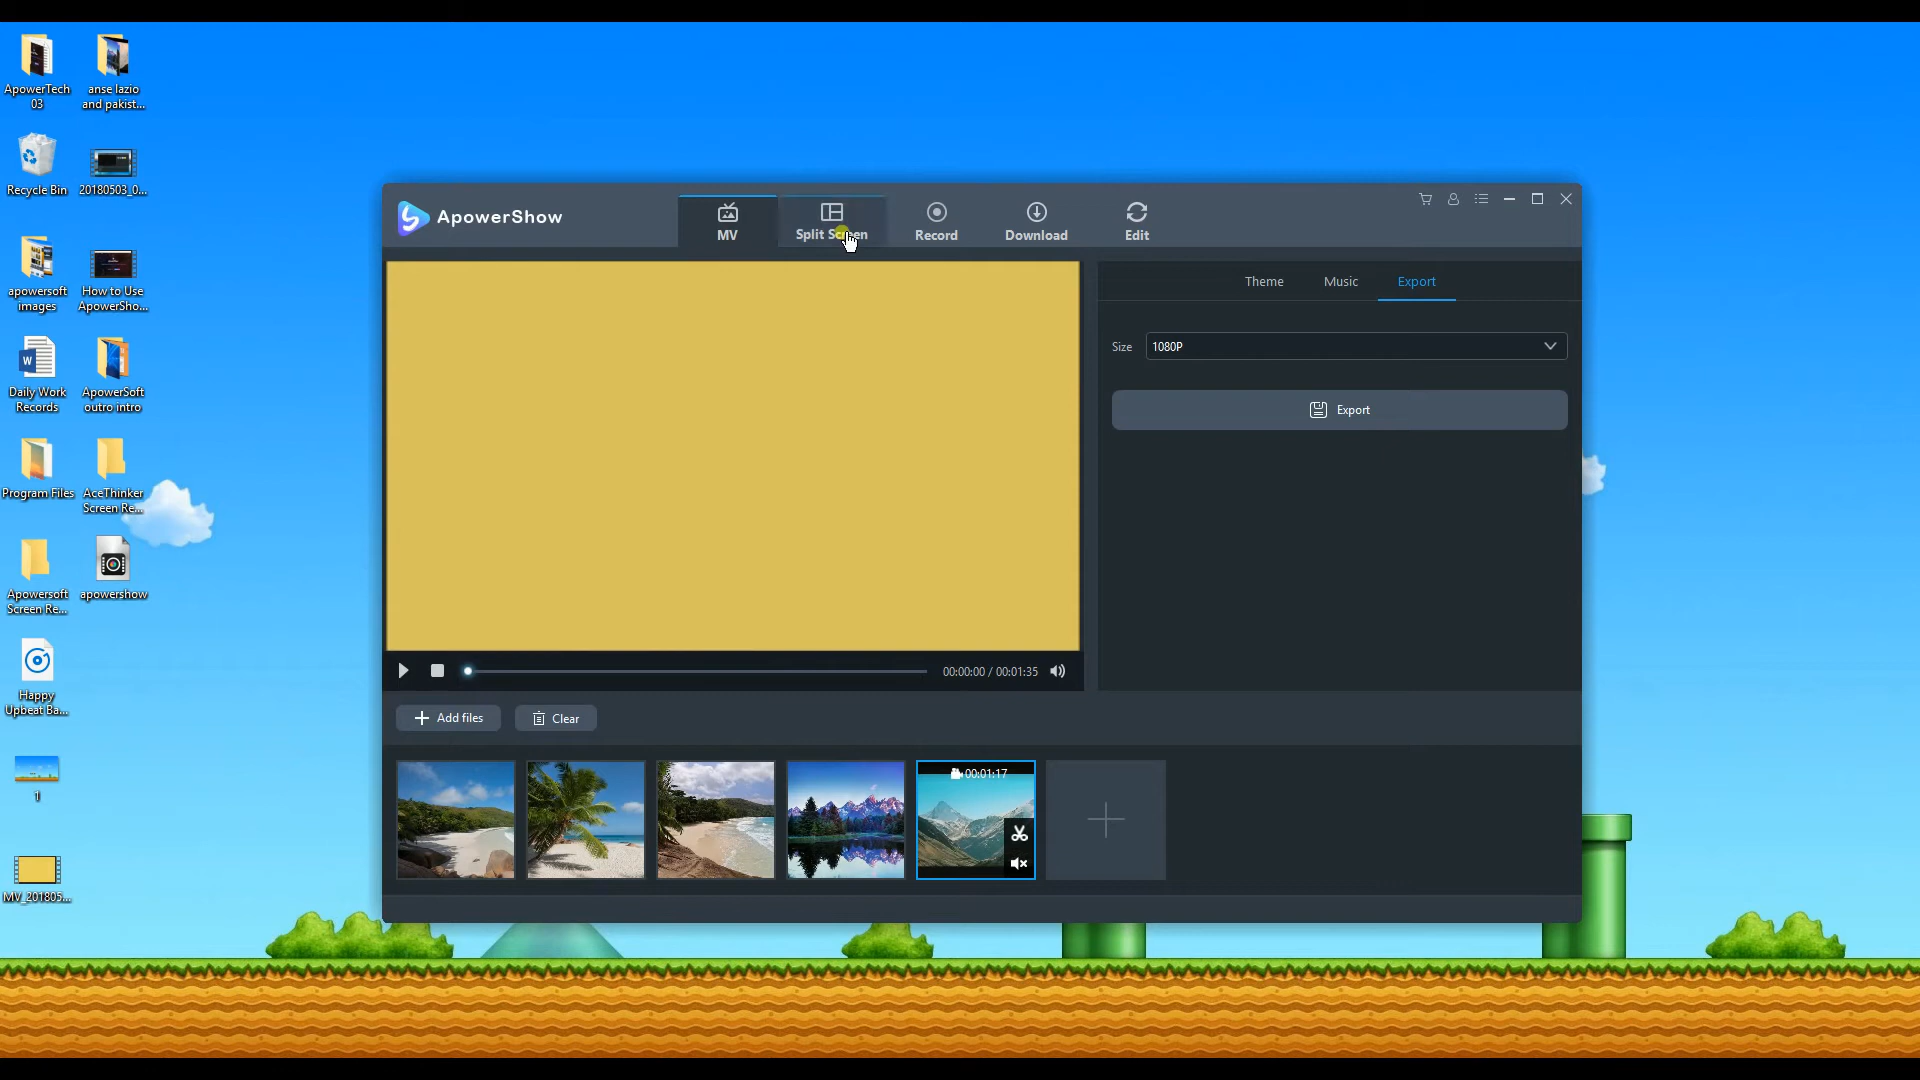 ApowerTech
03
anse lazio
and pakist...
Recycle Bin
20180503_0...
apowersoft
images
How to Use
ApowerSho...
Daily Work
Records
ApowerSoft
outro intro
Program Files
AceThinker
Screen Re...
Apowersoft
Screen Re...
apowershow
Happy
Upbeat Ba...
1
MV_201805...
ApowerShow
MV
Split Screen
Record
Download
Edit
Theme
Music
Export
Size
1080P
Export
00:00:00 / 00:01:35
Add files
Clear
00:01:17